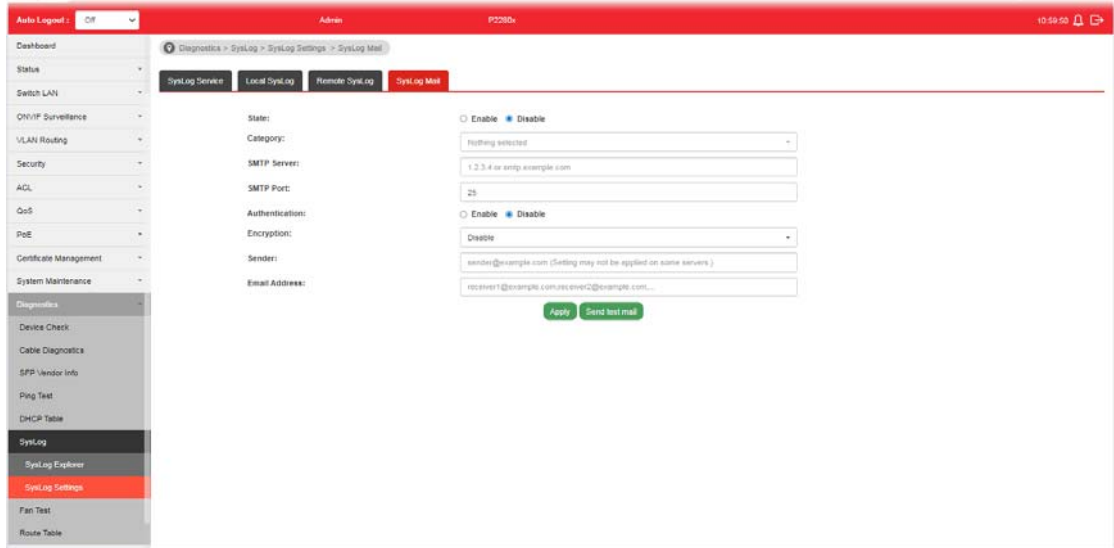 Auto Logout : Off Admin P2280x 10:59:50
Dashboard
Status
Switch LAN
ONVIF Surveillance
VLAN Routing
Security
ACL
QoS
PoE
Certificate Management
System Maintenance
Diagnostics
Device Check
Cable Diagnostics
SFP Vendor Info
Ping Test
DHCP Table
SysLog
SysLog Explorer
SysLog Settings
Fan Test
Route Table
Diagnostics > SysLog > SysLog Settings > SysLog Mail
SysLog Service Local SysLog Remote SysLog SysLog Mail
State: Enable Disable
Category: Nothing selected
SMTP Server: 1.2.3.4 or smtp.example.com
SMTP Port: 25
Authentication: Enable Disable
Encryption: Disable
Sender: sender@example.com (Setting may not be applied on some servers.)
Email Address: receiver1@example.com,receiver2@example.com,...
Apply Send test mail